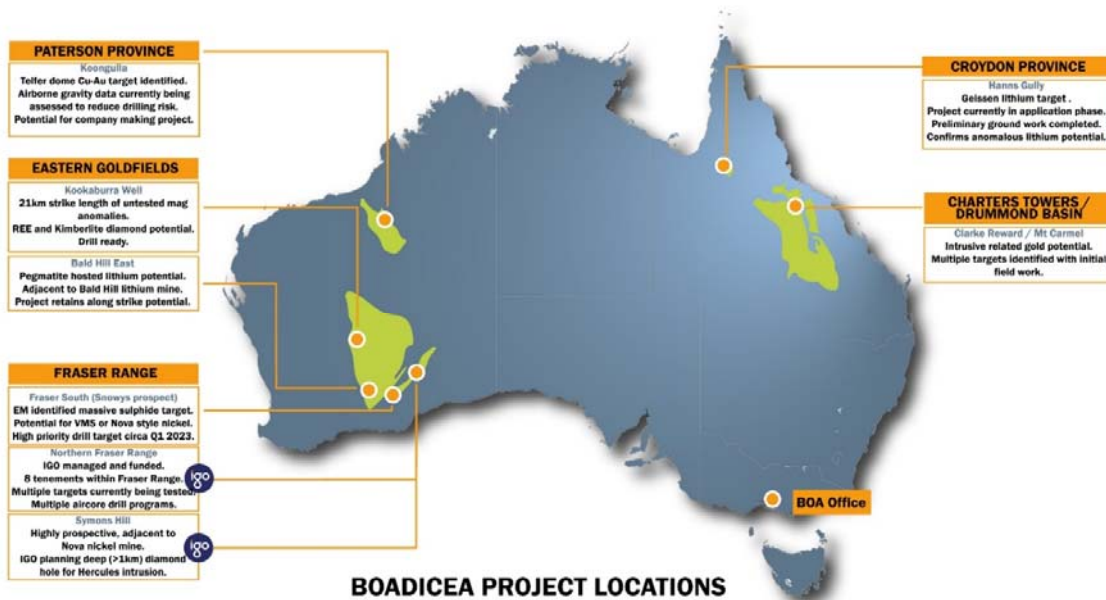 PATERSON PROVINCE
Koongulla
Telfer dome Cu-Au target identified.
Airborne gravity data currently being
assessed to reduce drilling risk.
Potential for company making project.
EASTERN GOLDFIELDS
Kookaburra Well
21km strike length of untested mag
anomalies.
REE and Kimberlite diamond potential.
Drill ready.
Bald Hill East
Pegmatite hosted lithium potential.
Adjacent to Bald Hill lithium mine.
Project retains along strike potential.
FRASER RANGE
Fraser South (Snowys prospect)
EM identified massive sulphide target.
Potential for VMS or Nova style nickel.
High priority drill target circa Q1 2023.
Northern Fraser Range
IGO managed and funded.
8 tenements within Fraser Range.
Multiple targets currently being tested.
Multiple aircore drill programs.
igo
Symons Hill
Highly prospective, adjacent to
Nova nickel mine.
IGO planning deep (>1km) diamond
hole for Hercules intrusion.
igo
CROYDON PROVINCE
Hanns Gully
Geissen lithium target .
Project currently in application phase.
Preliminary ground work completed.
Confirms anomalous lithium potential.
CHARTERS TOWERS /
DRUMMOND BASIN
Clarke Reward / Mt Carmel
Intrusive related gold potential.
Multiple targets identified with initial
field work.
BOA Office
BOADICEA PROJECT LOCATIONS